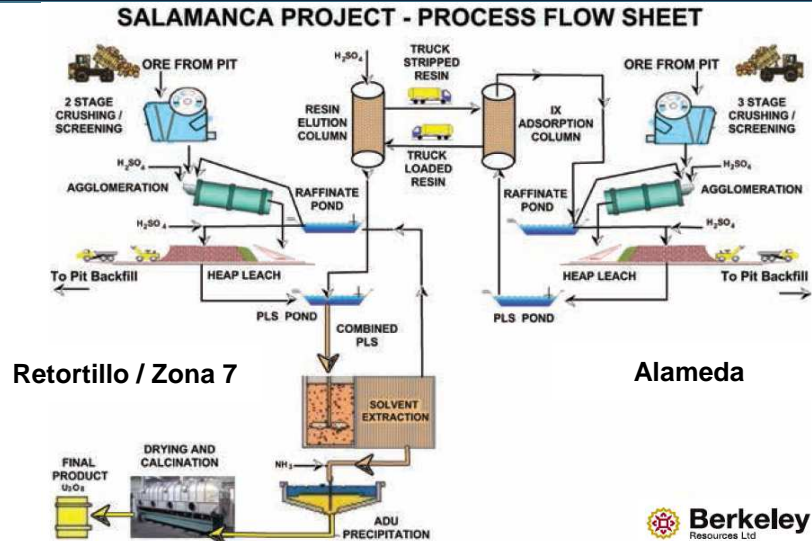 SALAMANCA PROJECT - PROCESS FLOW SHEET
ORE FROM PIT
2 STAGE
CRUSHING /
SCREENING
H₂SO₄
AGGLOMERATION
H₂SO₄
RAFFINATE
POND
HEAP LEACH
To Pit Backfill
PLS POND
COMBINED
PLS
H₂SO₄
RESIN
ELUTION
COLUMN
TRUCK
STRIPPED
RESIN
TRUCK
LOADED
RESIN
IX
ADSORPTION
COLUMN
ORE FROM PIT
3 STAGE
CRUSHING /
SCREENING
H₂SO₄
AGGLOMERATION
RAFFINATE
POND
H₂SO₄
HEAP LEACH
To Pit Backfill
PLS POND
Retortillo / Zona 7
Alameda
SOLVENT
EXTRACTION
NH₃
ADU
PRECIPITATION
DRYING AND
CALCINATION
FINAL
PRODUCT
U₃O₈
Berkeley
Resources Ltd